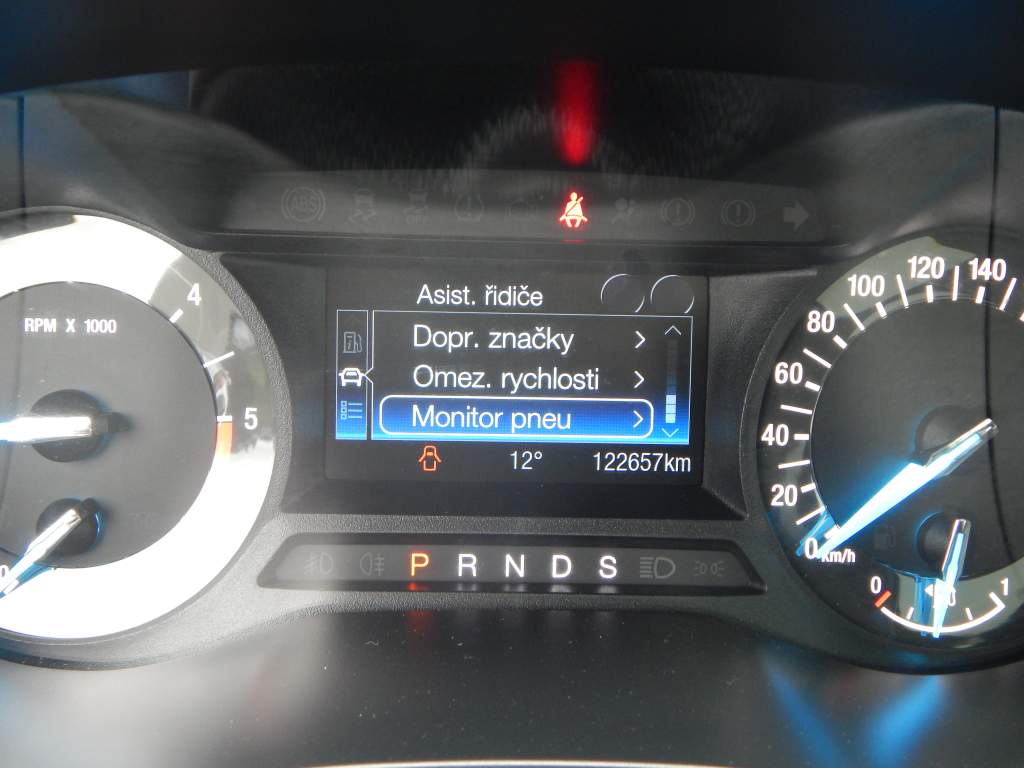 ABS
Asist. řidiče
Dopr. značky
Omez. rychlosti
Monitor pneu
12° 122657km
P R N D S
RPM X 1000
4
5
0
0
20
40
60
80
100
120
140
km/h
0
1